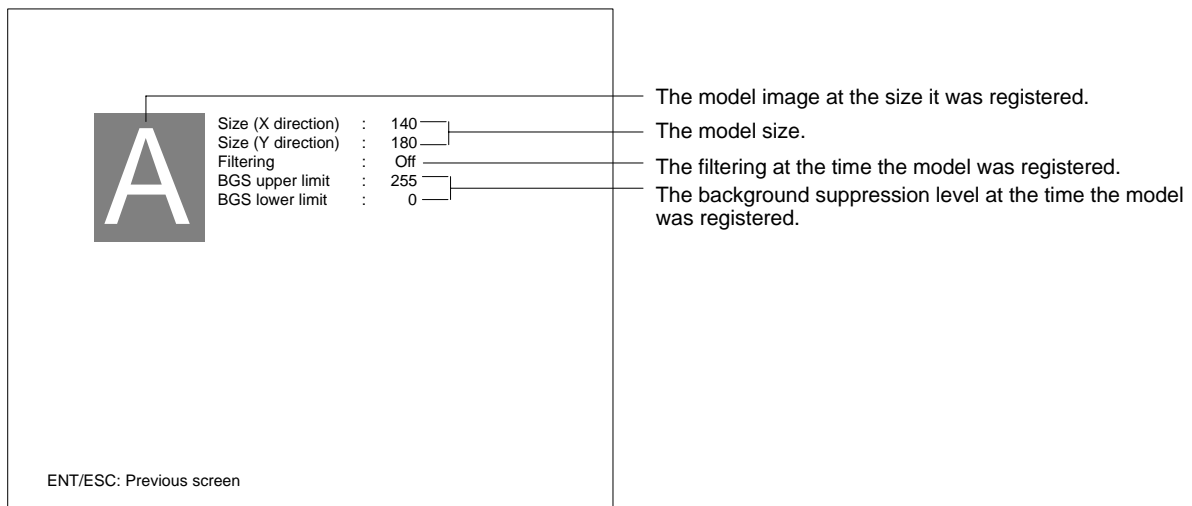 The model image at the size it was registered.
A
Size (X direction) : 140
Size (Y direction) : 180
The model size.
Filtering : Off
The filtering at the time the model was registered.
BGS upper limit : 255
BGS lower limit : 0
The background suppression level at the time the model
was registered.
ENT/ESC: Previous screen